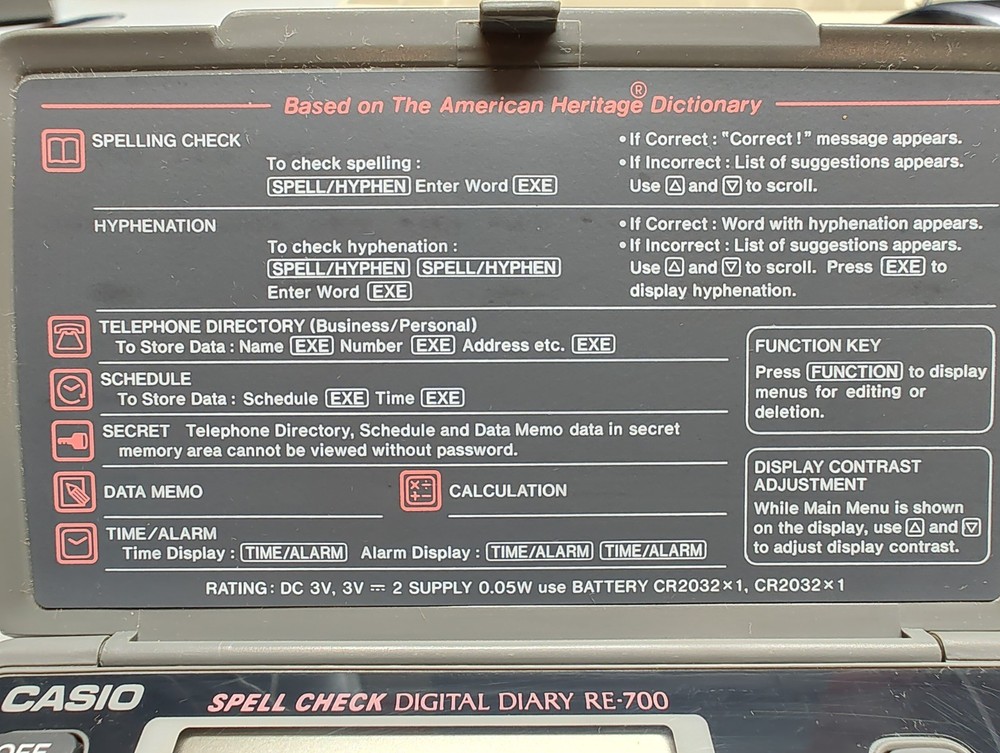 Based on The American Heritage® Dictionary
SPELLING CHECK
To check spelling :
SPELL/HYPHEN Enter Word EXE
• If Correct : "Correct !" message appears.
• If Incorrect : List of suggestions appears.
Use △ and ▽ to scroll.
HYPHENATION
To check hyphenation :
SPELL/HYPHEN SPELL/HYPHEN
Enter Word EXE
• If Correct : Word with hyphenation appears.
• If Incorrect : List of suggestions appears.
Use △ and ▽ to scroll. Press EXE to
display hyphenation.
TELEPHONE DIRECTORY (Business/Personal)
To Store Data : Name EXE Number EXE Address etc. EXE
SCHEDULE
To Store Data : Schedule EXE Time EXE
SECRET Telephone Directory, Schedule and Data Memo data in secret
memory area cannot be viewed without password.
DATA MEMO
CALCULATION
TIME/ALARM
Time Display : TIME/ALARM Alarm Display : TIME/ALARM TIME/ALARM
FUNCTION KEY
Press FUNCTION to display
menus for editing or
deletion.
DISPLAY CONTRAST
ADJUSTMENT
While Main Menu is shown
on the display, use △ and ▽
to adjust display contrast.
RATING: DC 3V, 3V ⎓ 2 SUPPLY 0.05W use BATTERY CR2032×1, CR2032×1
CASIO
SPELL CHECK DIGITAL DIARY RE-700
OFF